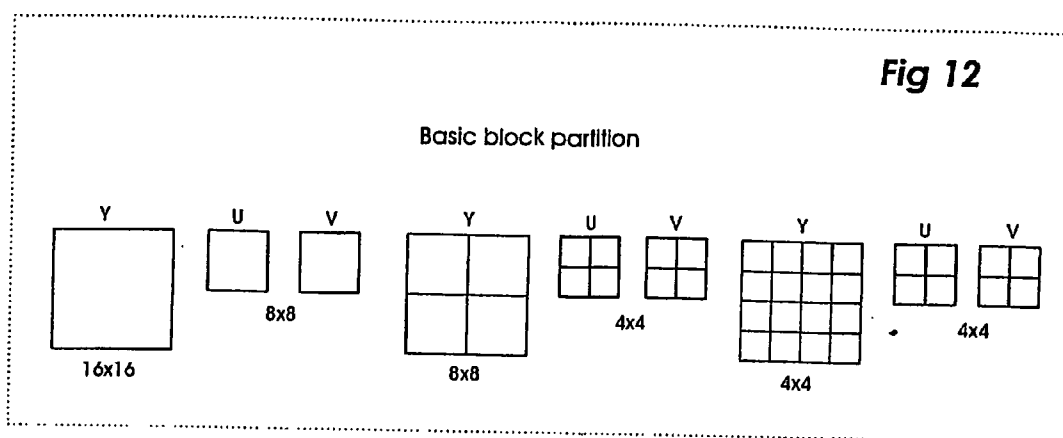 Fig 12
Basic block partition
Y U V Y U V Y U V
8x8 4x4 4x4
16x16 8x8 4x4